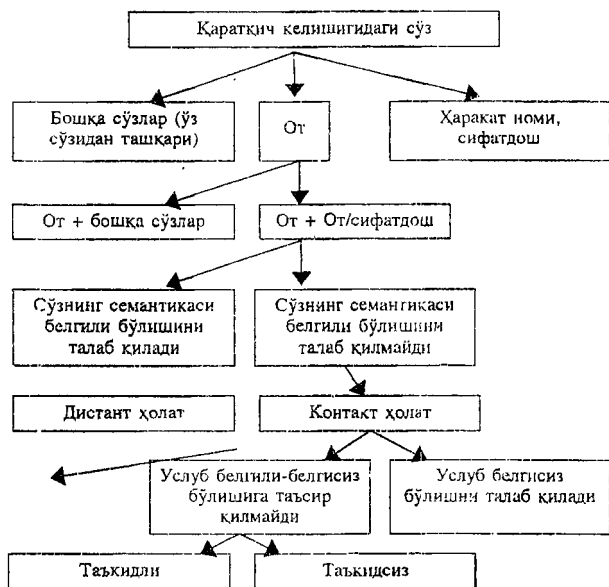 Қаратқич келишигидаги сўз
Бошқа сўзлар (ўз
сўзидан ташқари)
От
Ҳаракат номи,
сифатдош
От + бошқа сўзлар
От + От/сифатдош
Сўзнинг семантикаси
белгили бўлишини
талаб қилади
Сўзнинг семантикаси
белгили бўлишини
талаб қилмайди
Дистант ҳолат
Контакт ҳолат
Услуб белгили-белгисиз
бўлишига таъсир
қилмайди
Услуб белгисиз
бўлишни талаб қилади
Таъкидли
Таъкидсиз